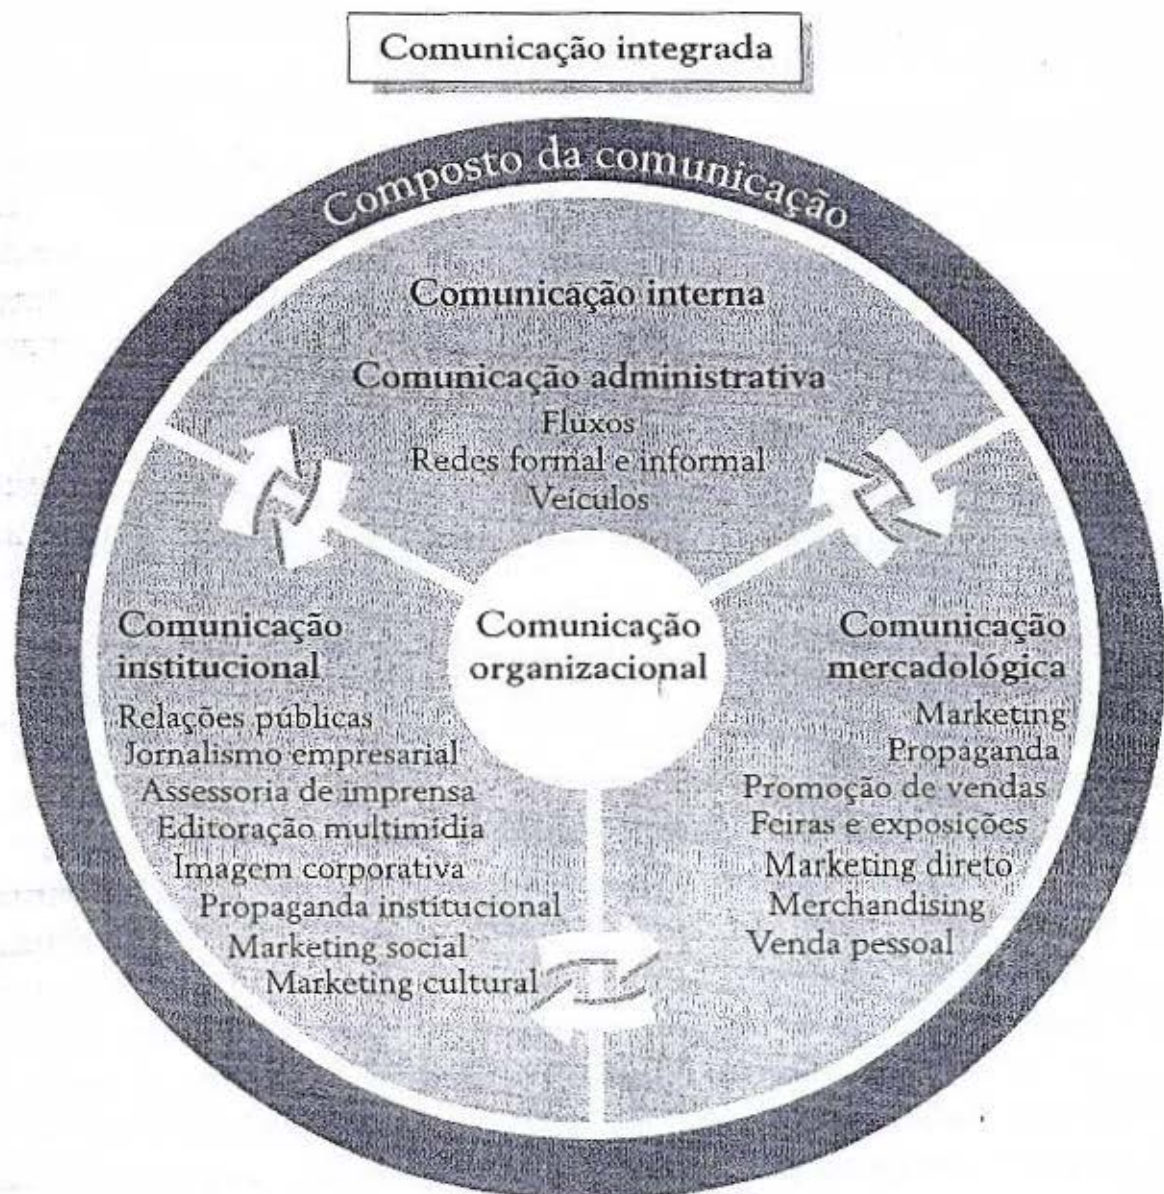 Comunicação integrada
Composto da comunicação
Comunicação interna
Comunicação administrativa
Fluxos
Redes formal e informal
Veículos
Comunicação
organizacional
Comunicação
institucional
Relações públicas
Jornalismo empresarial
Assessoria de imprensa
Editoração multimídia
Imagem corporativa
Propaganda institucional
Marketing social
Marketing cultural
Comunicação
mercadológica
Marketing
Propaganda
Promoção de vendas
Feiras e exposições
Marketing direto
Merchandising
Venda pessoal